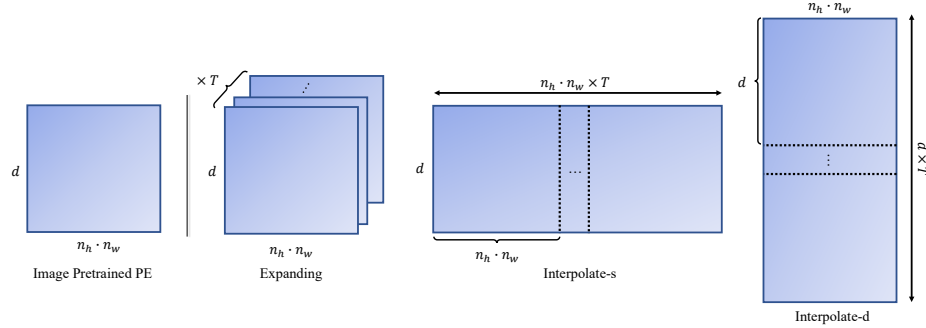 d
n_h · n_w
Image Pretrained PE
× T
d
n_h · n_w
Expanding
n_h · n_w × T
d
...
n_h · n_w
Interpolate-s
n_h · n_w
d
⋮
d × T
Interpolate-d